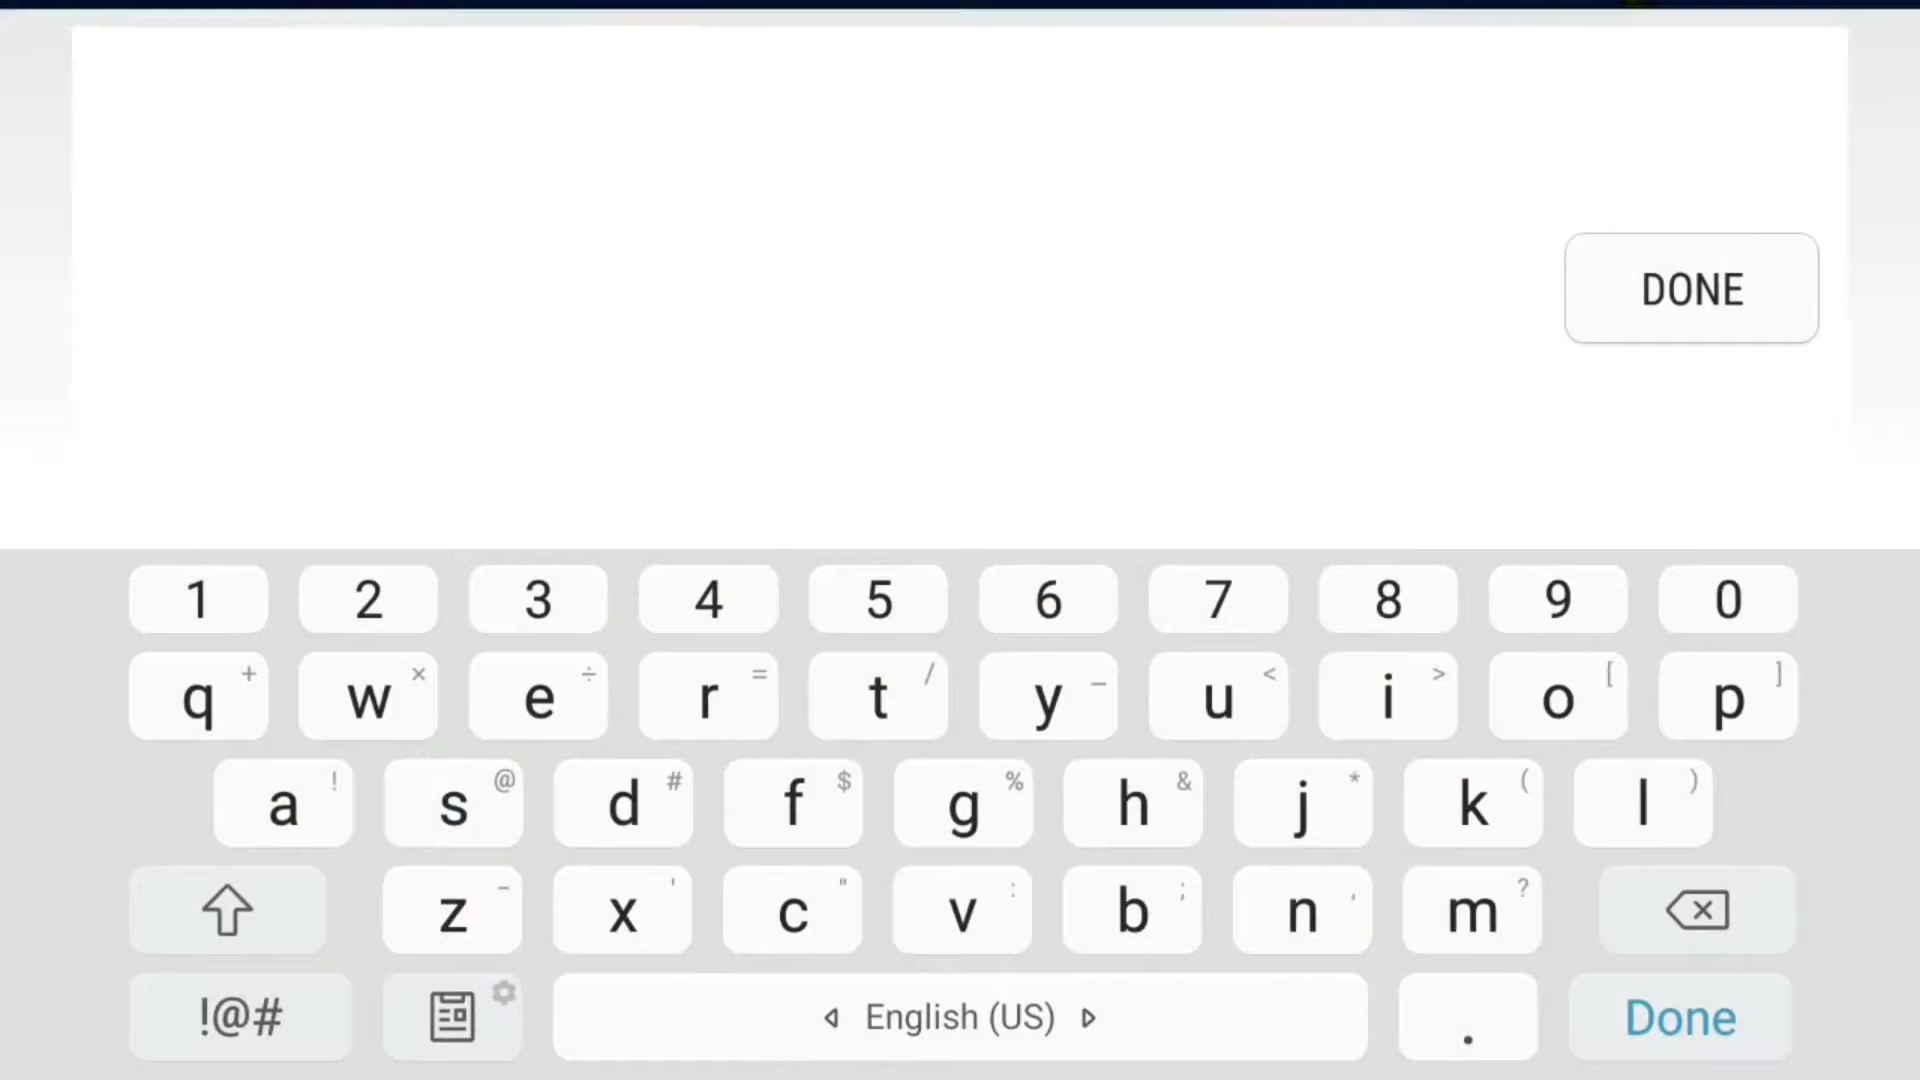 DONE
1 2 3 4 5 6 7 8 9 0
q + w × e ÷ r = t / y _ u < i > o [ p ]
a ! s @ d # f $ g % h & j * k ( l )
z - x ' c " v : b ; n , m ?
!@# English (US) . Done